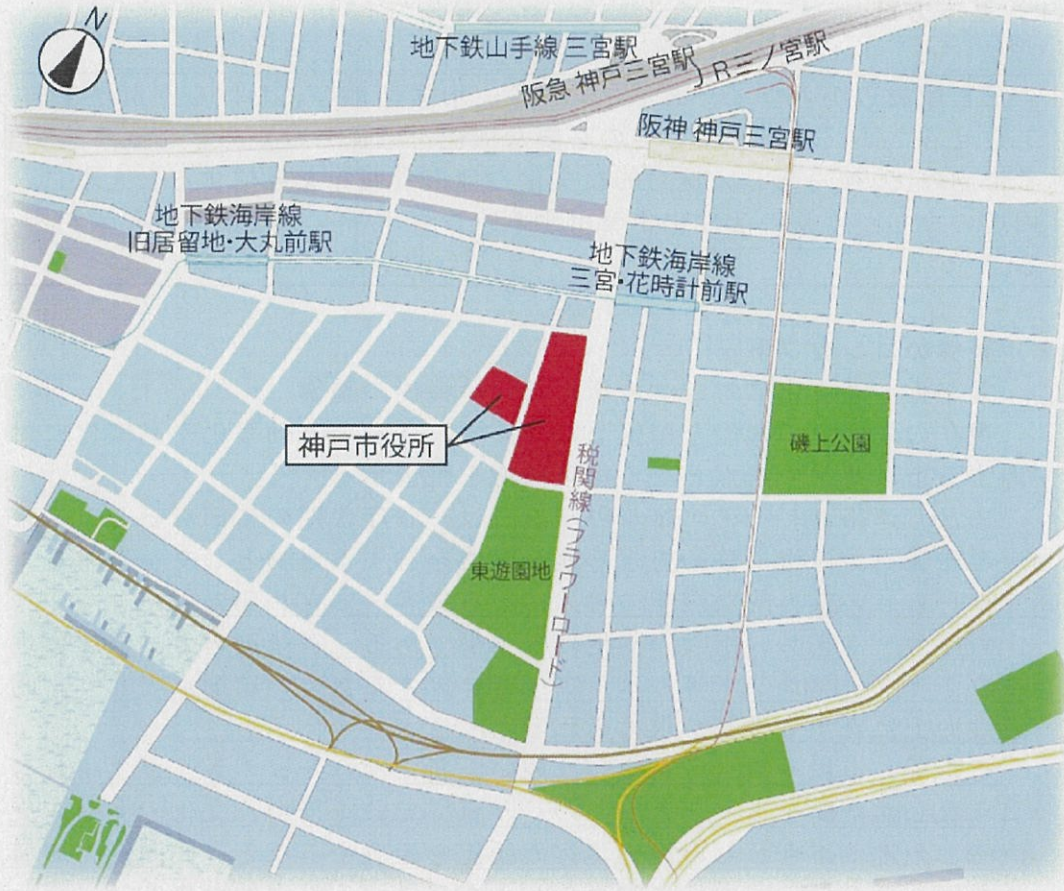 N
地下鉄山手線 三宮駅
阪急 神戸三宮駅
JR三ノ宮駅
阪神 神戸三宮駅
地下鉄海岸線
旧居留地・大丸前駅
地下鉄海岸線
三宮・花時計前駅
神戸市役所
磯上公園
税関線(フラワーロード)
東遊園地